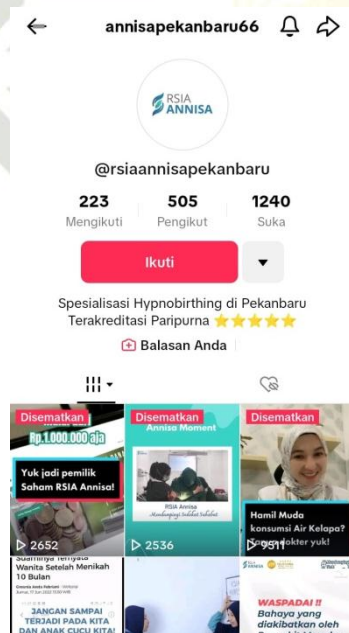 annisapekanbaru66
RSIA
ANNISA
@rsiaannisapekanbaru
223 505 1240
Mengikuti Pengikut Suka
Ikuti
Spesialisasi Hypnobirthing di Pekanbaru
Terakreditasi Paripurna ⭐⭐⭐⭐⭐
Balasan Anda
Disematkan
Rp.1.000.000 aja
Yuk jadi pemilik
Saham RSIA Annisa!
2652
Disematkan
Annisa Moment
RSIA Annisa
2536
Disematkan
Hamil Muda
konsumsi Air Kelapa?
dokter yuk!
9511
Suaminya Ternyata
Wanita Setelah Menikah
10 Bulan
JANGAN SAMPAI
TERJADI PADA KITA
DAN ANAK CUCU KITA!
WASPADAI !!
Bahaya yang
diakibatkan oleh